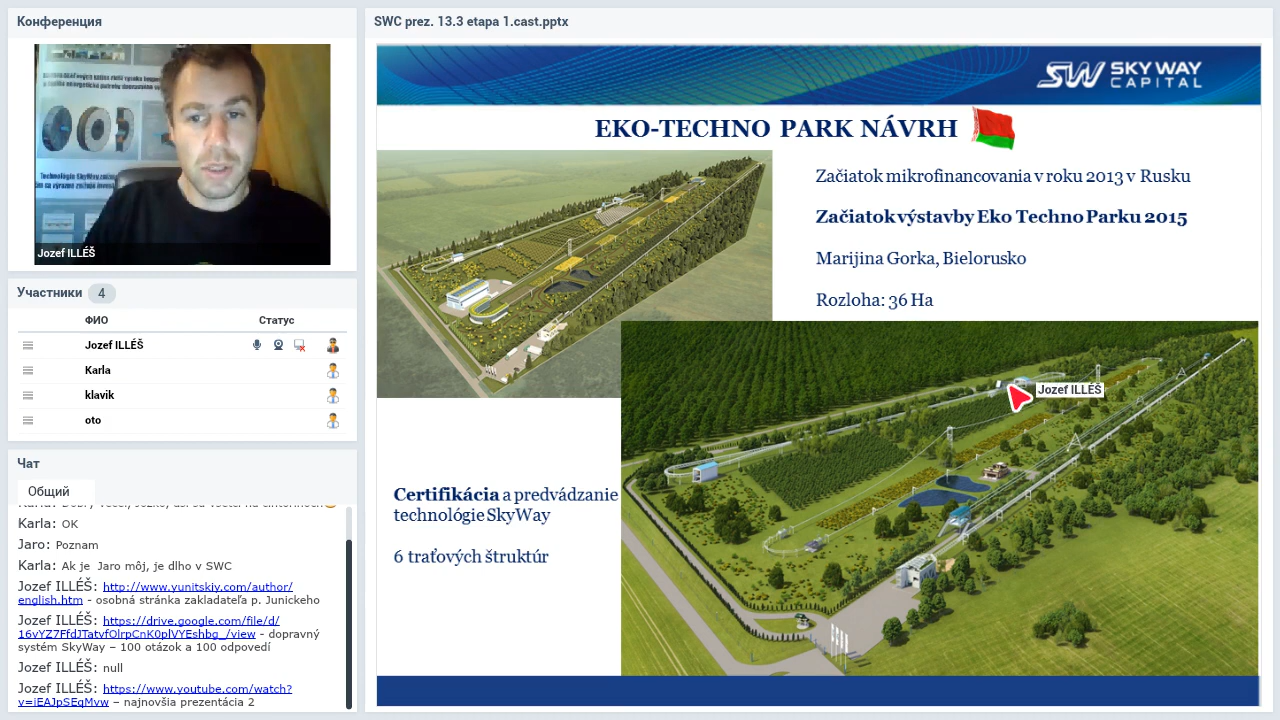 Конференция
Jozef ILLÉŠ
Участники 4
ФИО Статус
Jozef ILLÉŠ
Karla
klavik
oto
Чат
Общий
Karla: OK
Jaro: Poznam
Karla: Ak je Jaro môj, je dlho v SWC
Jozef ILLÉŠ: http://www.yunitskiy.com/author/
english.htm - osobná stránka zakladateľa p. Junickeho
Jozef ILLÉŠ: https://drive.google.com/file/d/
16vYZ7FfdJTatvfOlrpCnK0plVYEshbg_/view - dopravný
systém SkyWay – 100 otázok a 100 odpovedí
Jozef ILLÉŠ: null
Jozef ILLÉŠ: https://www.youtube.com/watch?
v=iEAJpSEqMvw – najnovšia prezentácia 2
SWC prez. 13.3 etapa 1.cast.pptx
SW SKY WAY
CAPITAL
EKO-TECHNO PARK NÁVRH
Začiatok mikrofinancovania v roku 2013 v Rusku
Začiatok výstavby Eko Techno Parku 2015
Marijina Gorka, Bielorusko
Rozloha: 36 Ha
Jozef ILLÉŠ
Certifikácia a predvádzanie
technológie SkyWay
6 traťových štruktúr